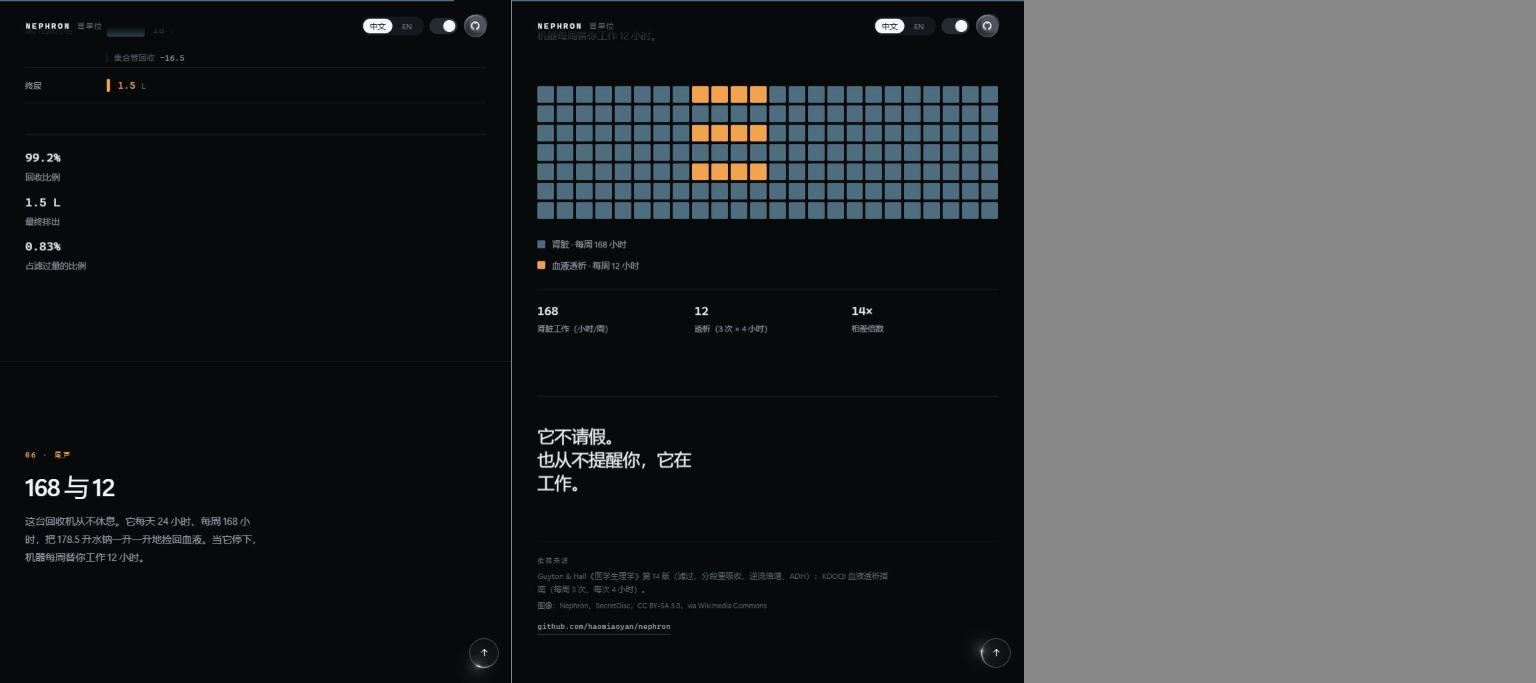 NEPHRON 肾单位
中文 EN
集合管回收 −16.5
终尿 1.5 L
99.2%
回收比例
1.5 L
最终排出
0.83%
占滤过量的比例
06 · 尾声
168 与 12
这台回收机从不休息。它每天 24 小时、每周 168 小
时，把 178.5 升水钠一升一升地捡回血液。当它停下，
机器每周替你工作 12 小时。
↑
NEPHRON 肾单位
中文 EN
机器每周替你工作 12 小时。
肾脏 · 每周 168 小时
血液透析 · 每周 12 小时
168 12 14×
肾脏工作（小时/周） 透析（3 次 × 4 小时） 相差倍数
它不请假。
也从不提醒你，它在
工作。
数据来源
Guyton & Hall《医学生理学》第 14 版（滤过、分段重吸收、逆流倍增、ADH）；KDOQI 血液透析指
南（每周 3 次、每次 4 小时）。
图像：Nephron、SecretDisc，CC BY-SA 3.0，via Wikimedia Commons
github.com/haomiaoyan/nephron
↑